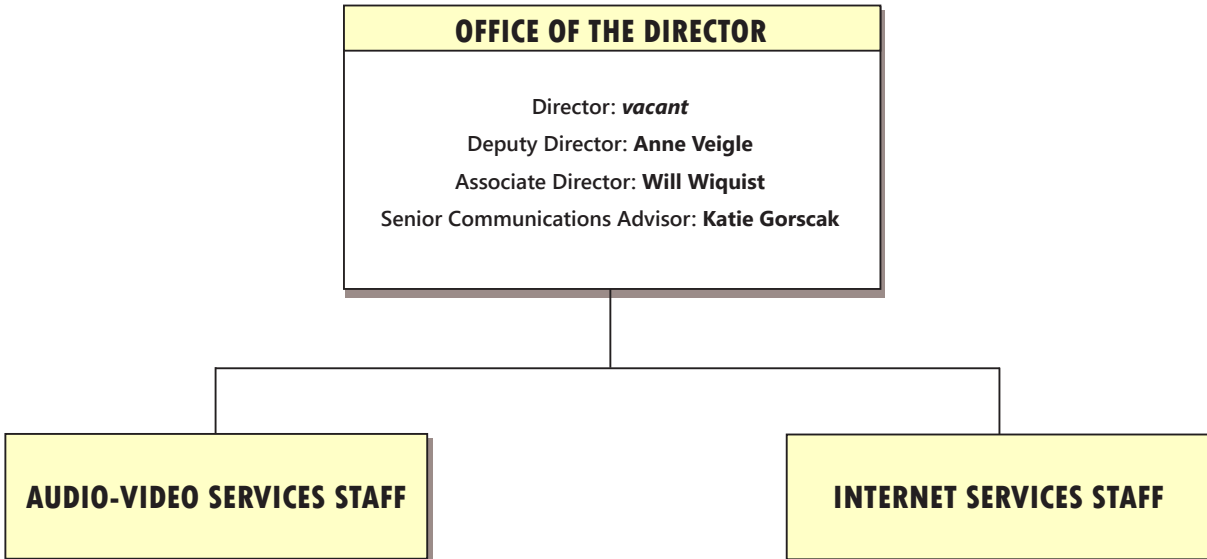 OFFICE OF THE DIRECTOR
Director: vacant
Deputy Director: Anne Veigle
Associate Director: Will Wiquist
Senior Communications Advisor: Katie Gorscak
AUDIO-VIDEO SERVICES STAFF
INTERNET SERVICES STAFF